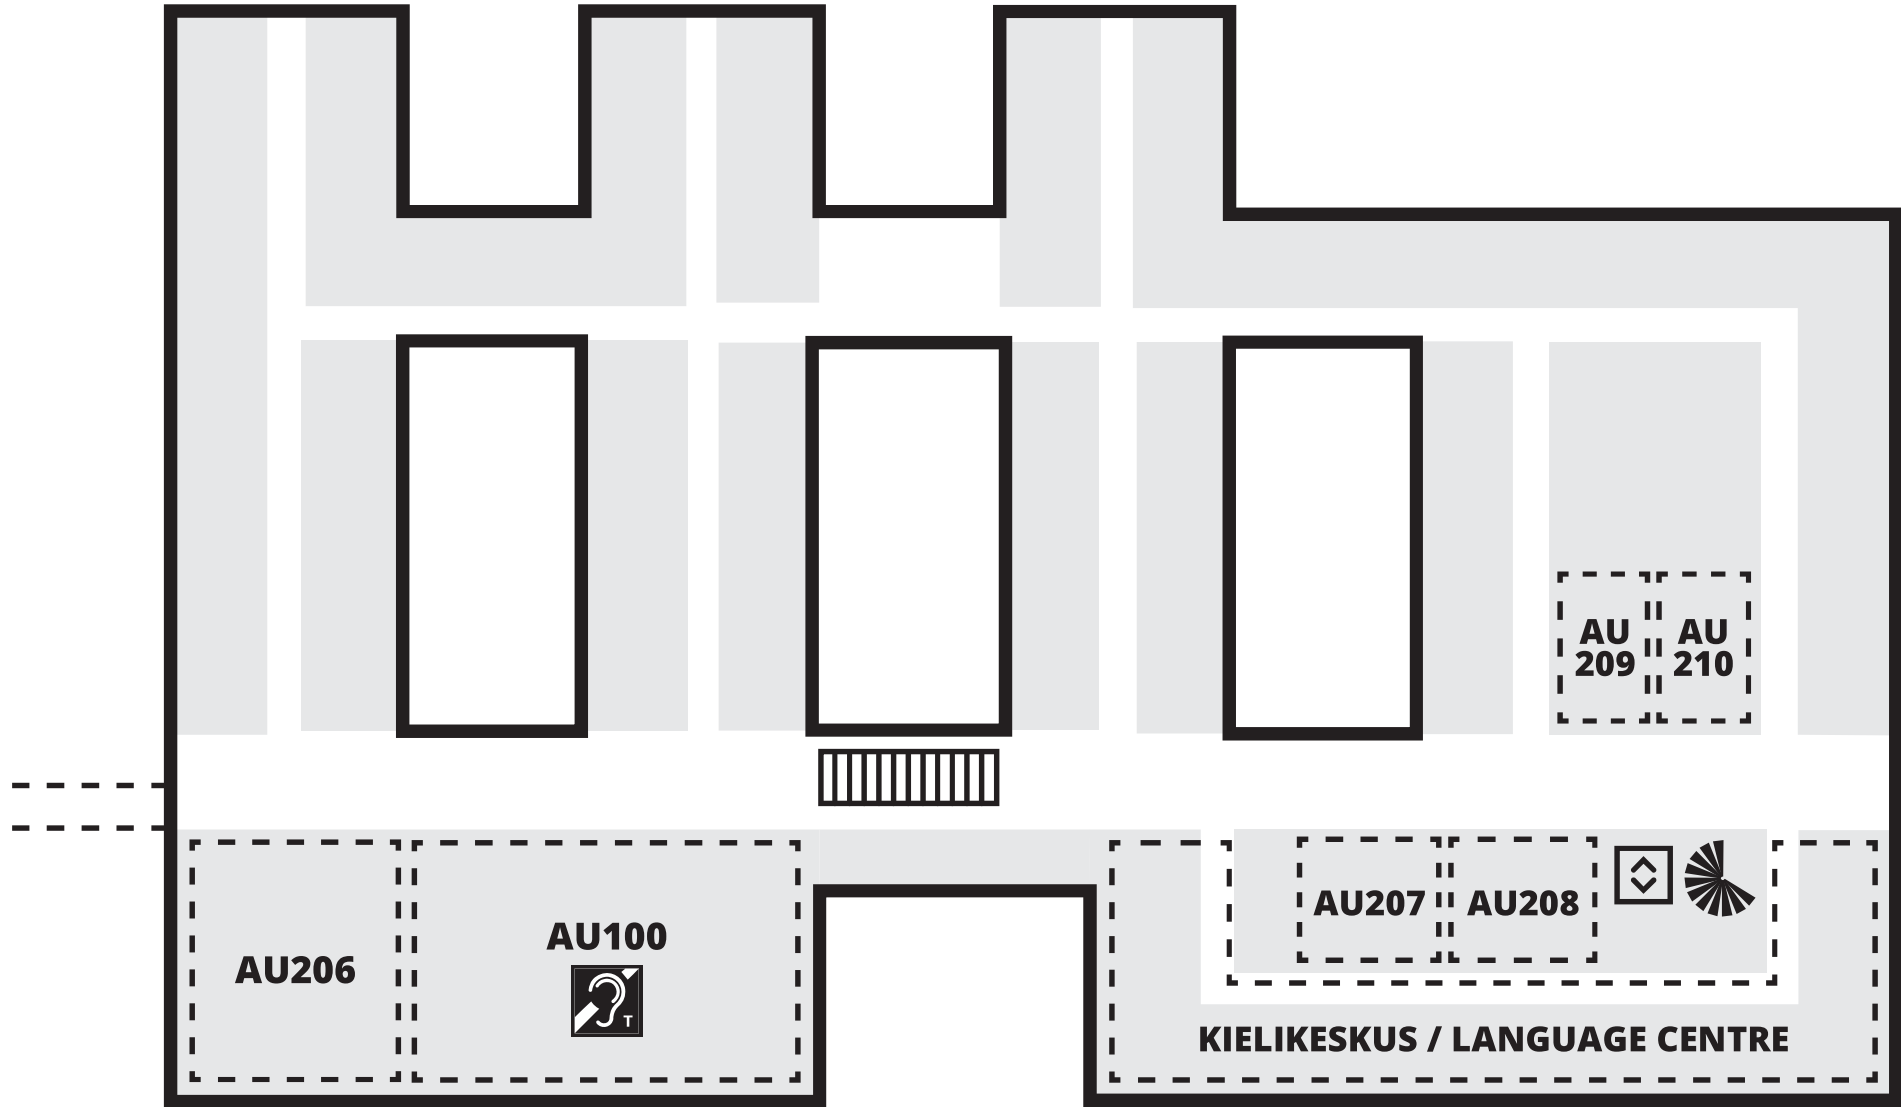 AU
209
AU
210
AU207
AU208
AU100
T
AU206
KIELIKESKUS / LANGUAGE CENTRE